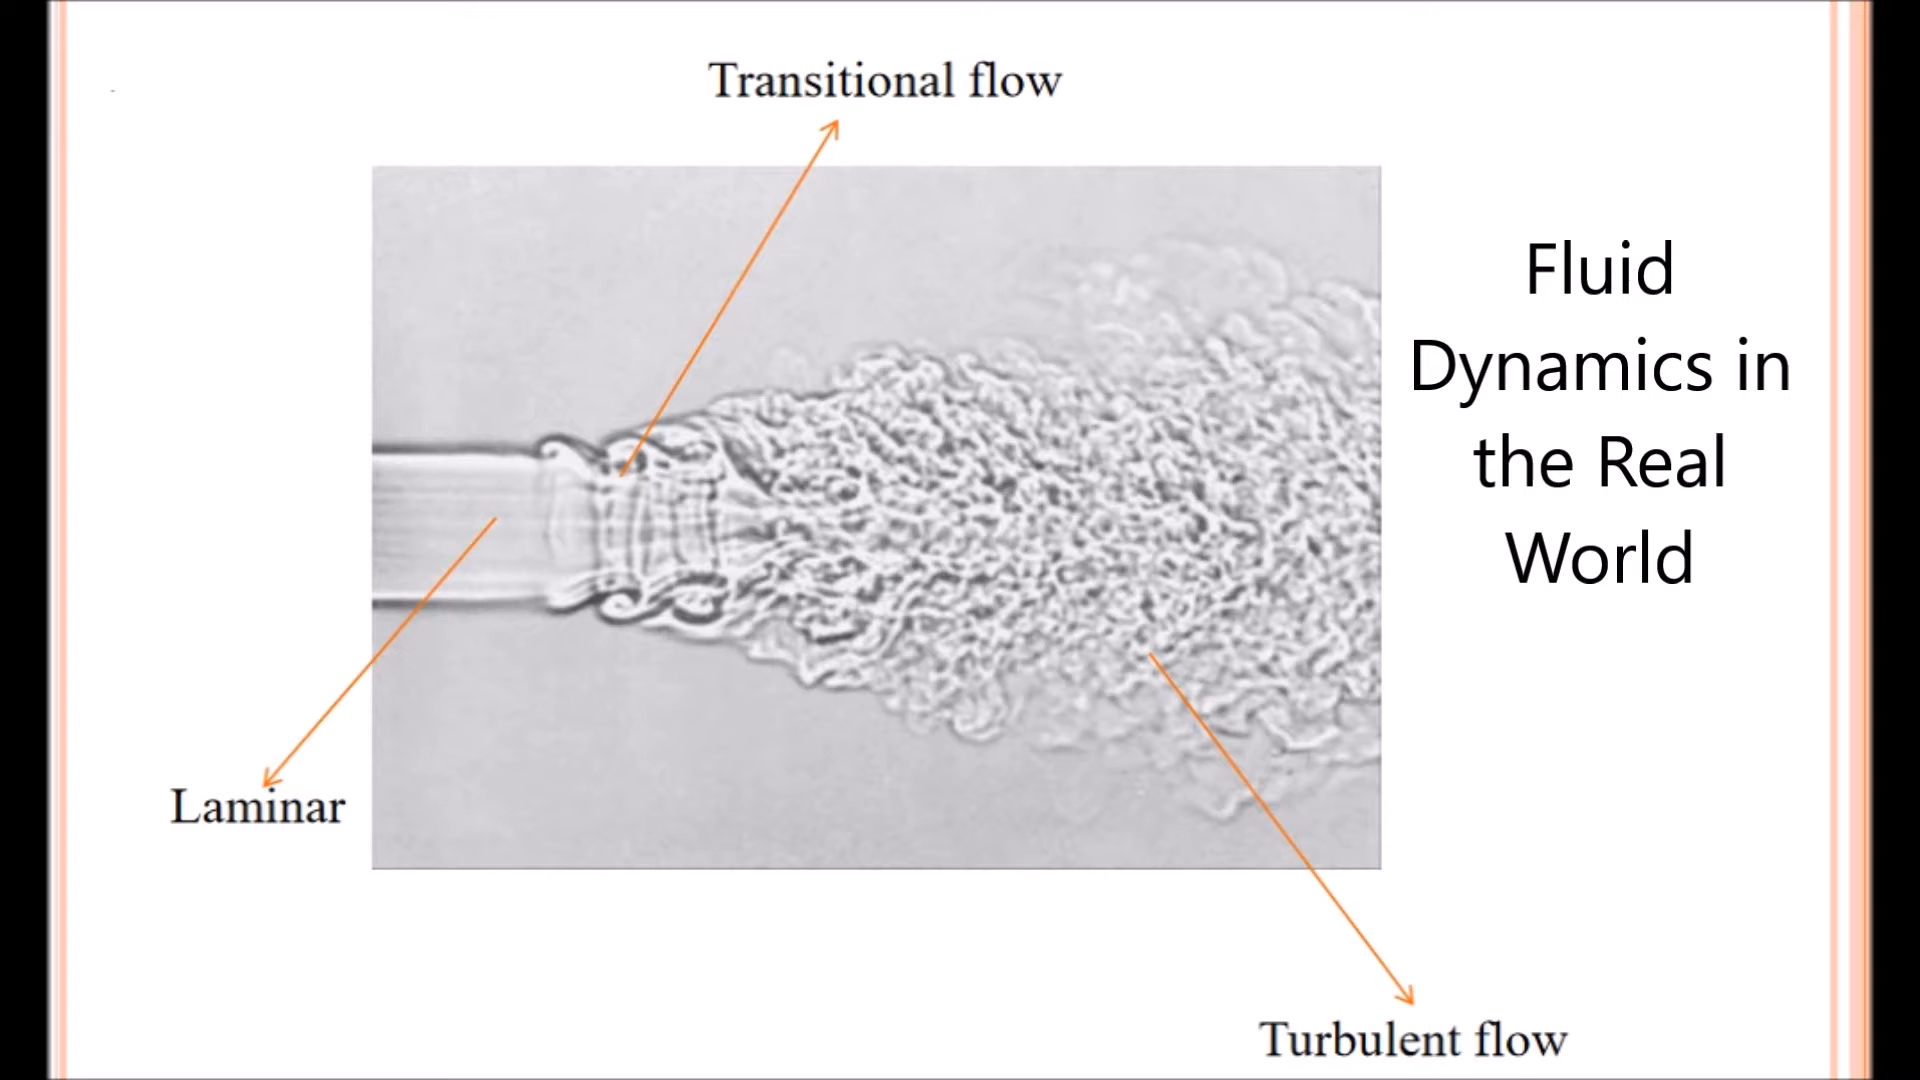 Transitional flow
Fluid
Dynamics in
the Real
World
Laminar
Turbulent flow